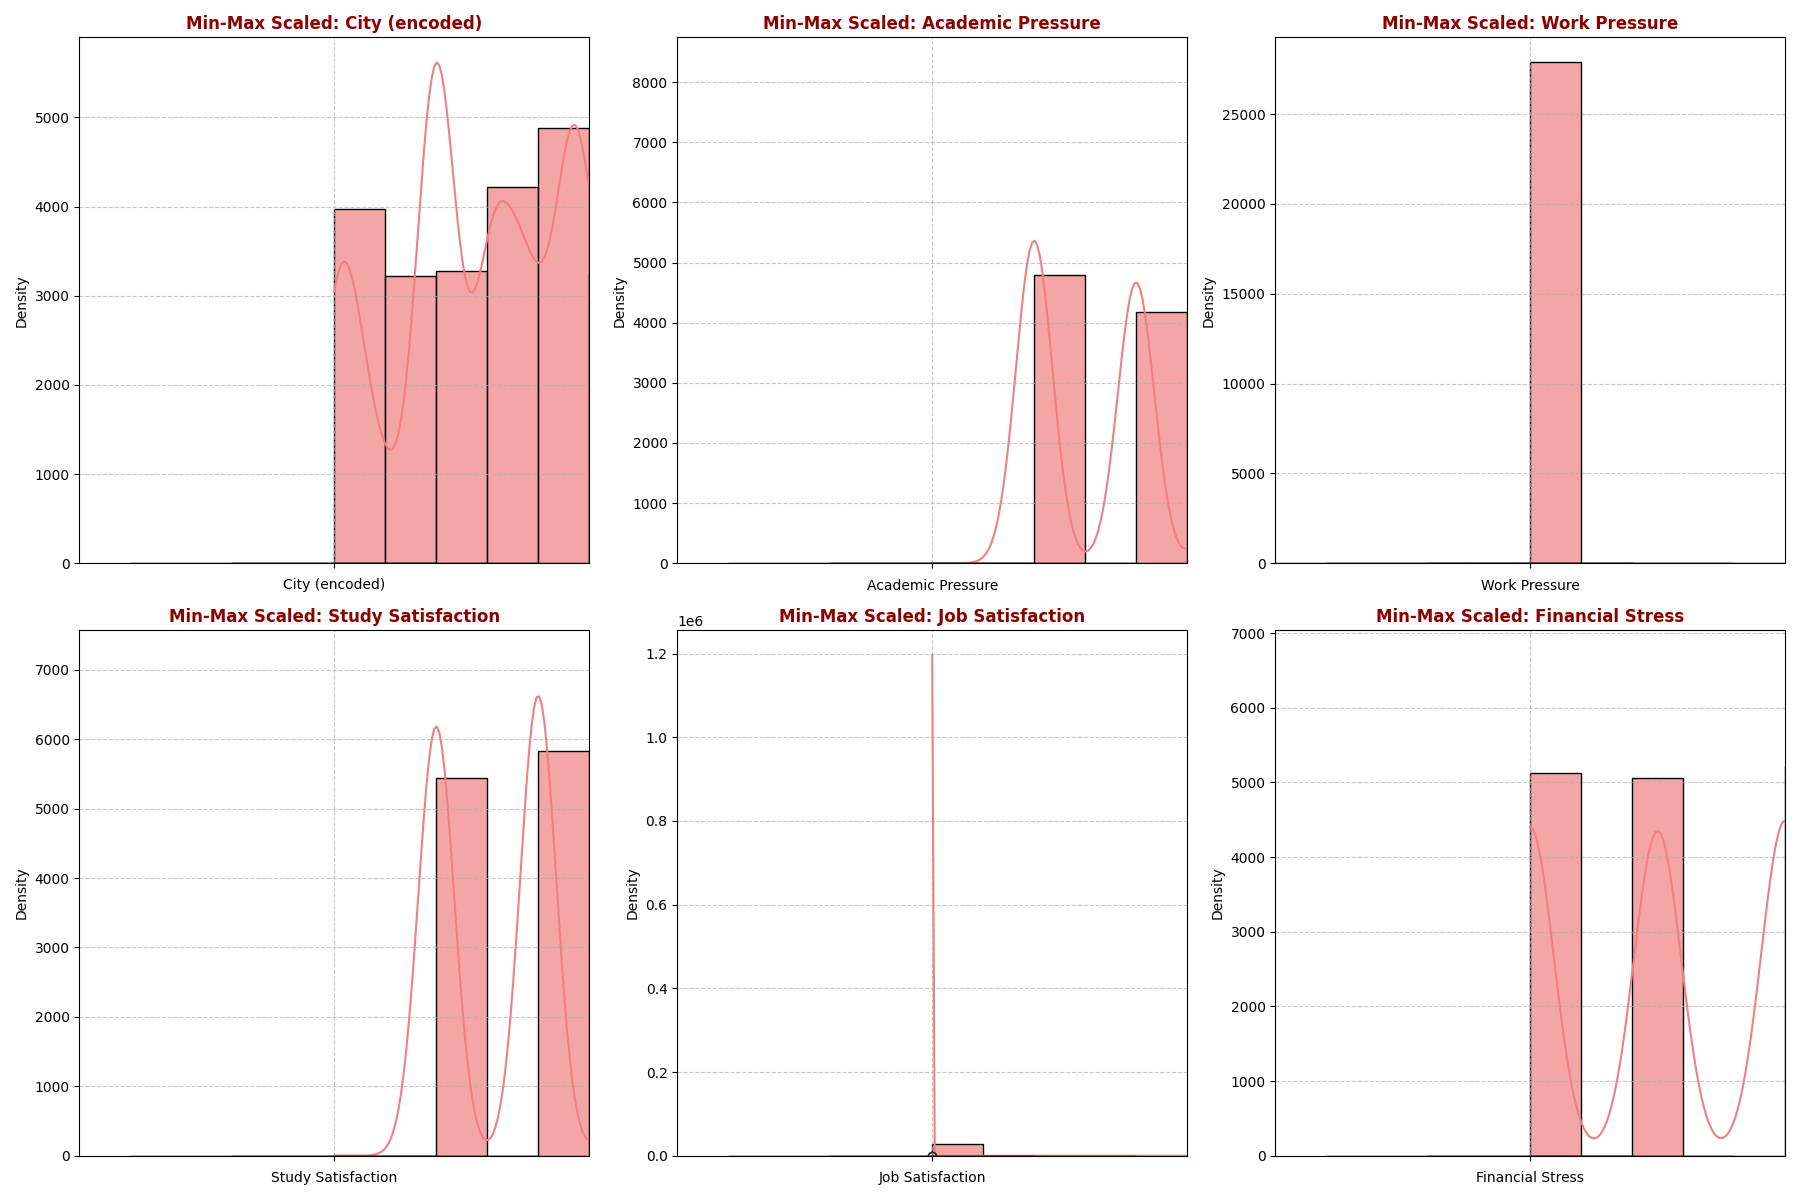 Min-Max Scaled: City (encoded)
Density
5000
4000
3000
2000
1000
0
City (encoded)
Min-Max Scaled: Academic Pressure
Density
8000
7000
6000
5000
4000
3000
2000
1000
0
Academic Pressure
Min-Max Scaled: Work Pressure
Density
25000
20000
15000
10000
5000
0
Work Pressure
Min-Max Scaled: Study Satisfaction
Density
7000
6000
5000
4000
3000
2000
1000
0
Study Satisfaction
Min-Max Scaled: Job Satisfaction
1e6
Density
1.2
1.0
0.8
0.6
0.4
0.2
0.0
Job Satisfaction
Min-Max Scaled: Financial Stress
Density
7000
6000
5000
4000
3000
2000
1000
0
Financial Stress